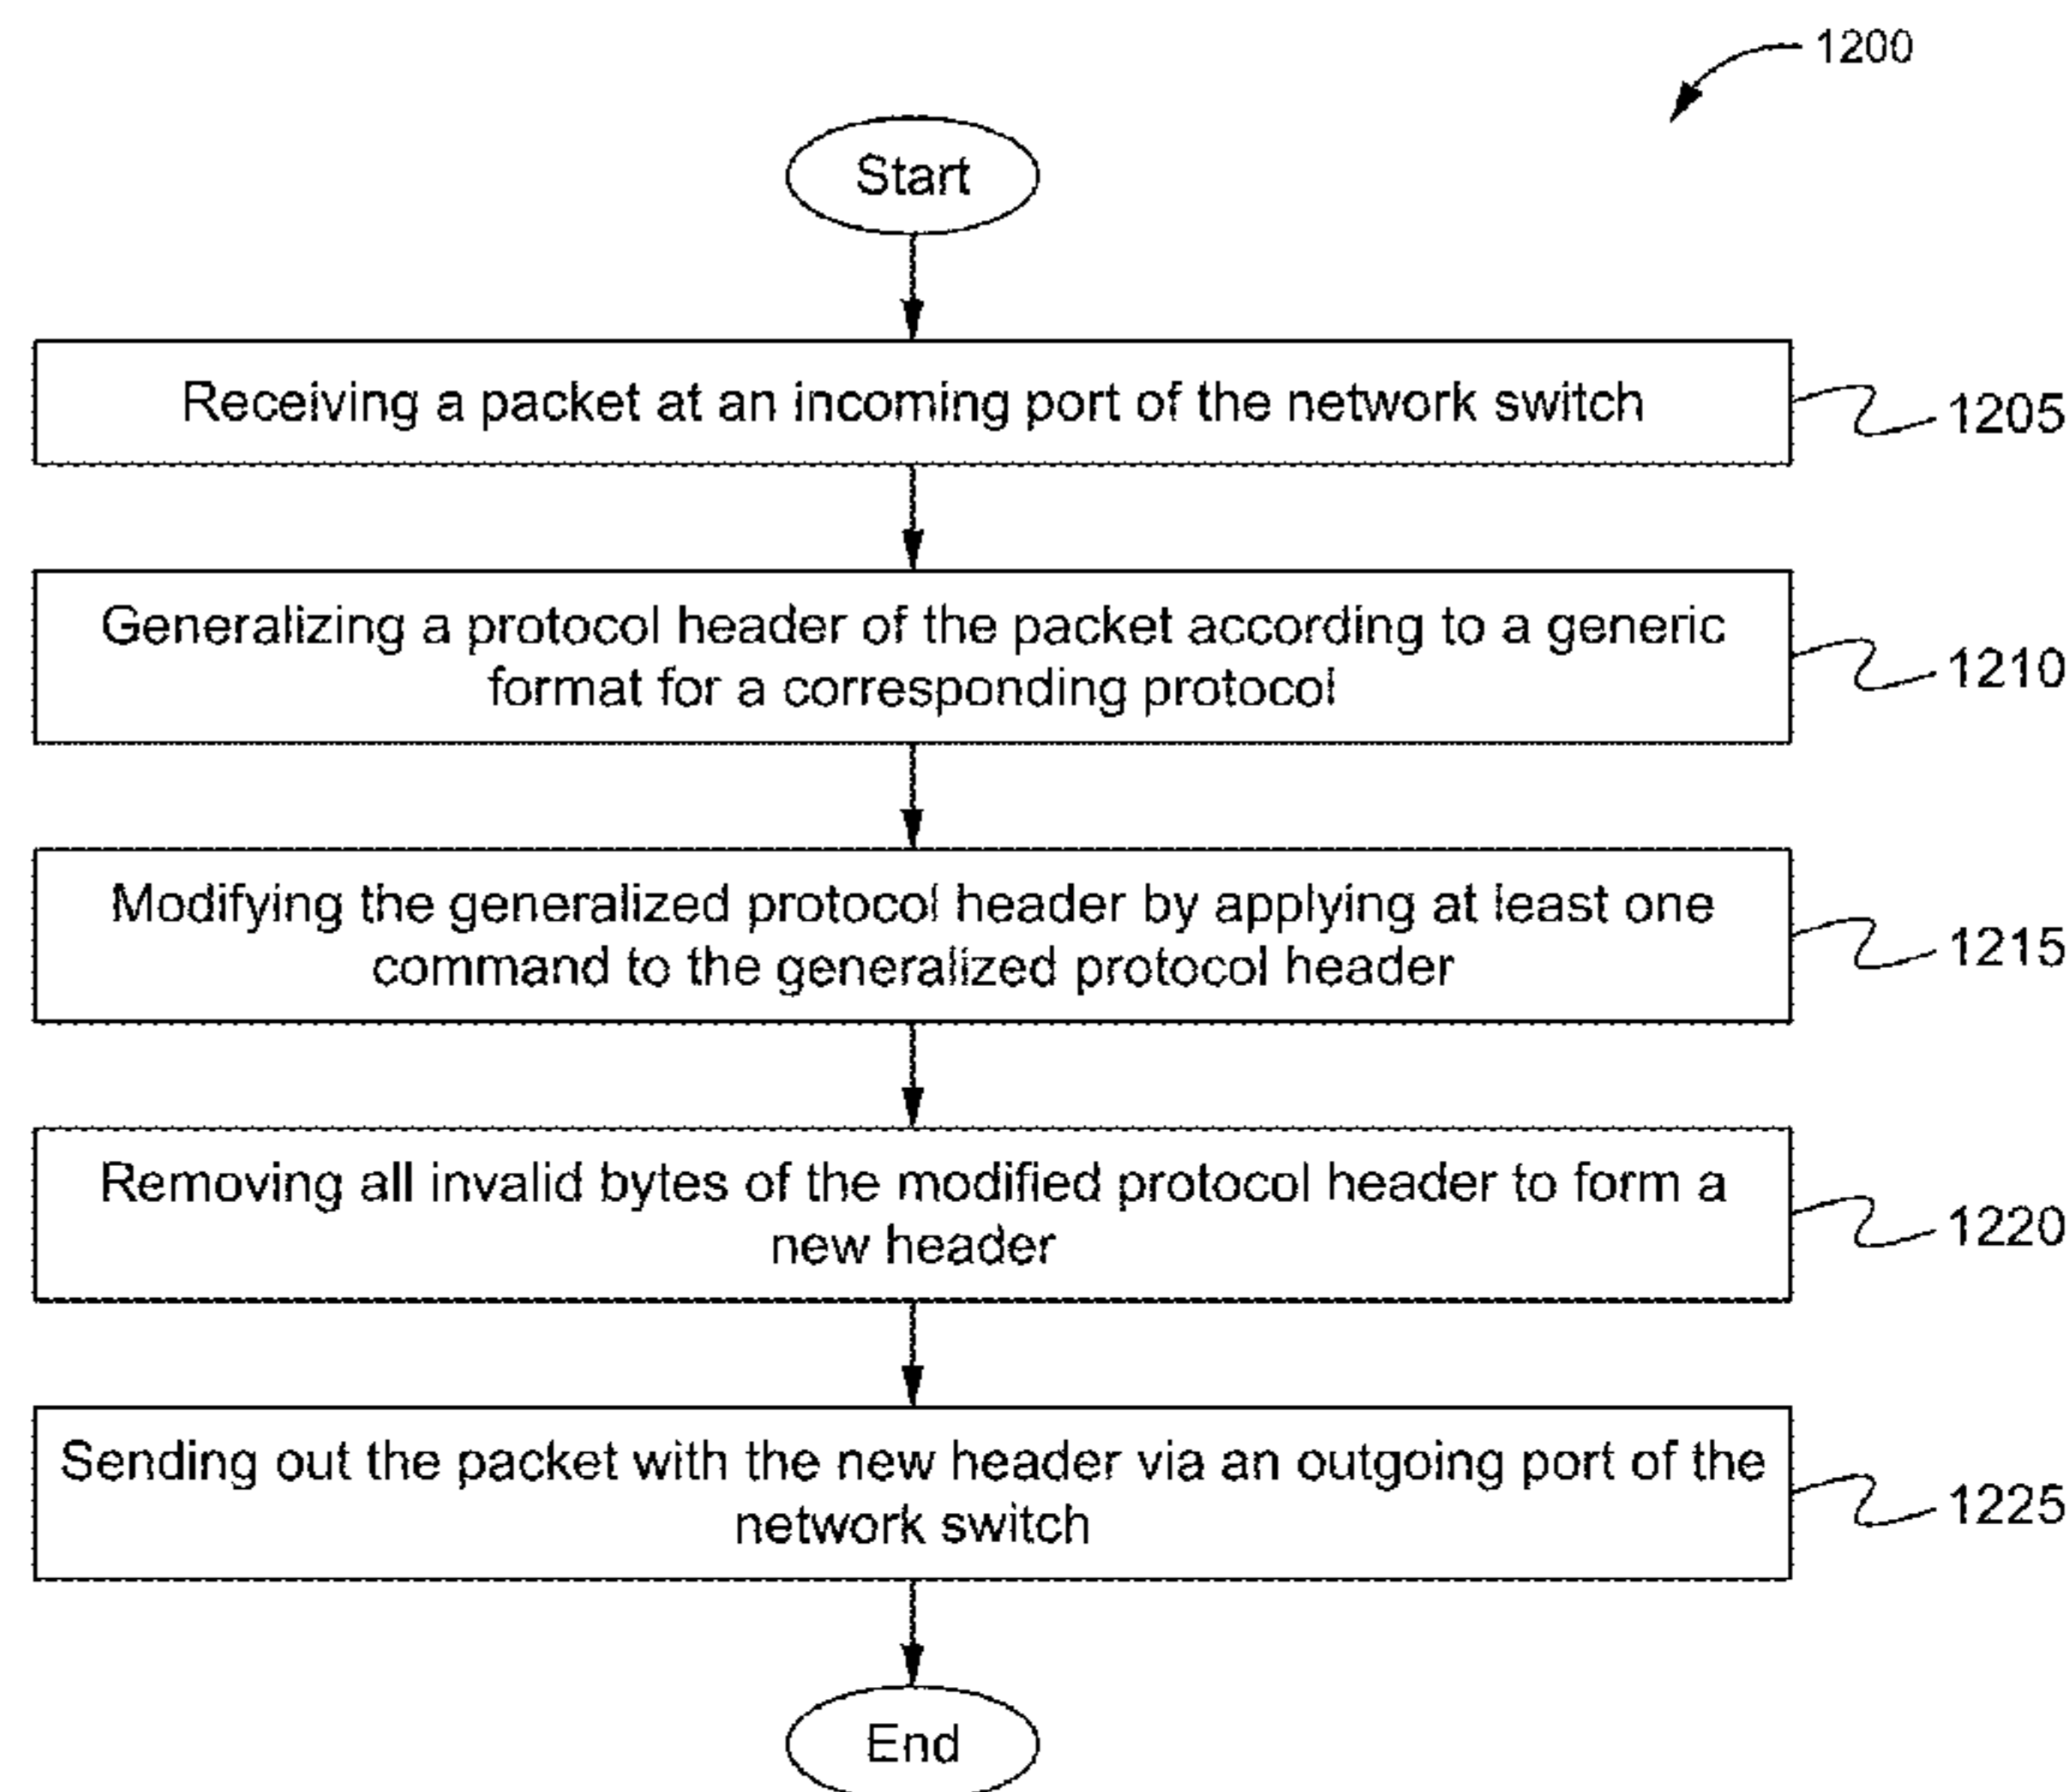 1200
Start
Receiving a packet at an incoming port of the network switch
1205
Generalizing a protocol header of the packet according to a generic
format for a corresponding protocol
1210
Modifying the generalized protocol header by applying at least one
command to the generalized protocol header
1215
Removing all invalid bytes of the modified protocol header to form a
new header
1220
Sending out the packet with the new header via an outgoing port of the
network switch
1225
End